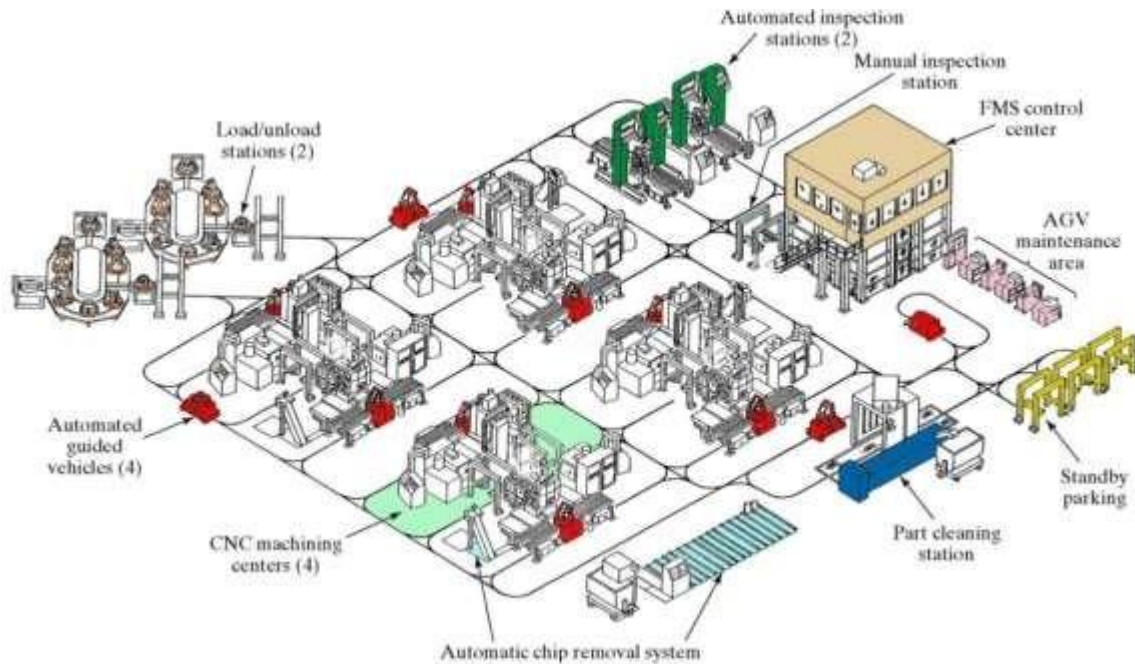 Automated inspection
stations (2)
Manual inspection
station
FMS control
center
Load/unload
stations (2)
AGV
maintenance
area
Automated
guided
vehicles (4)
Standby
parking
CNC machining
centers (4)
Part cleaning
station
Automatic chip removal system